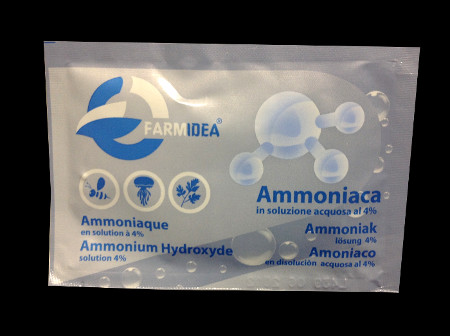 FARMIDEA®
Ammoniaca
in soluzione acquosa al 4%
Ammoniaque
en solution à 4%
Ammonium Hydroxyde
solution 4%
Ammoniak
lösung 4%
Amoniaco
en disolución acquosa al 4%